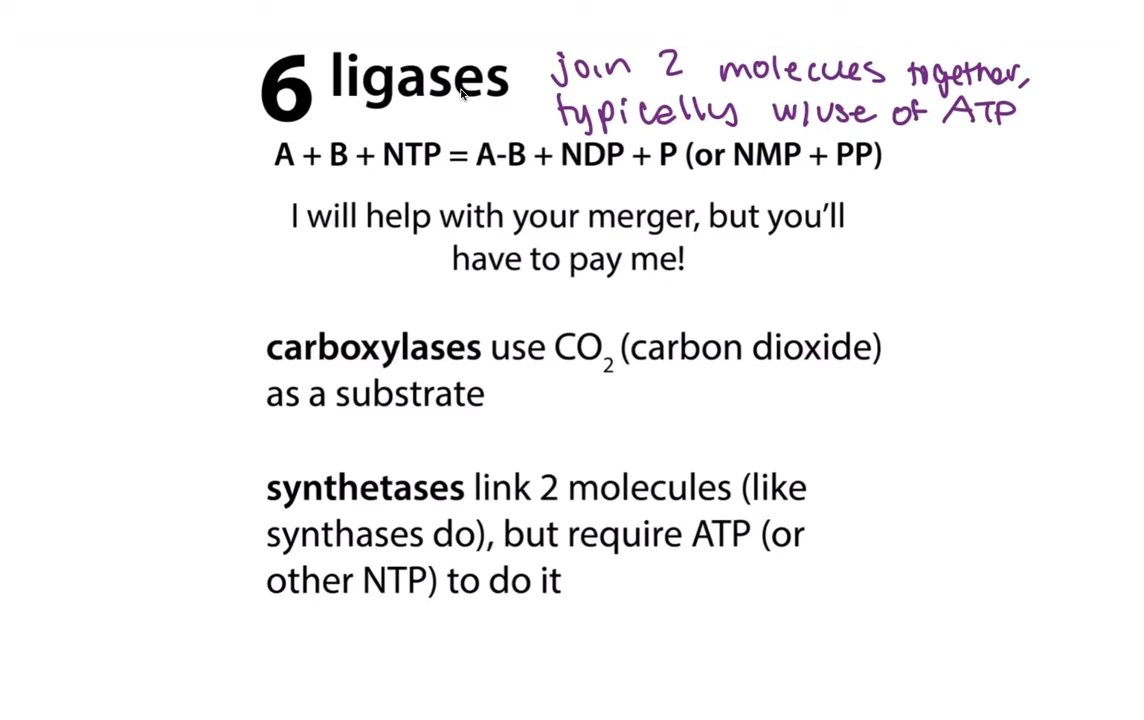 6 ligases
join 2 molecules together,
typically w/use of ATP
A + B + NTP = A-B + NDP + P (or NMP + PP)
I will help with your merger, but you’ll
have to pay me!
carboxylases use CO₂ (carbon dioxide)
as a substrate
synthetases link 2 molecules (like
synthases do), but require ATP (or
other NTP) to do it